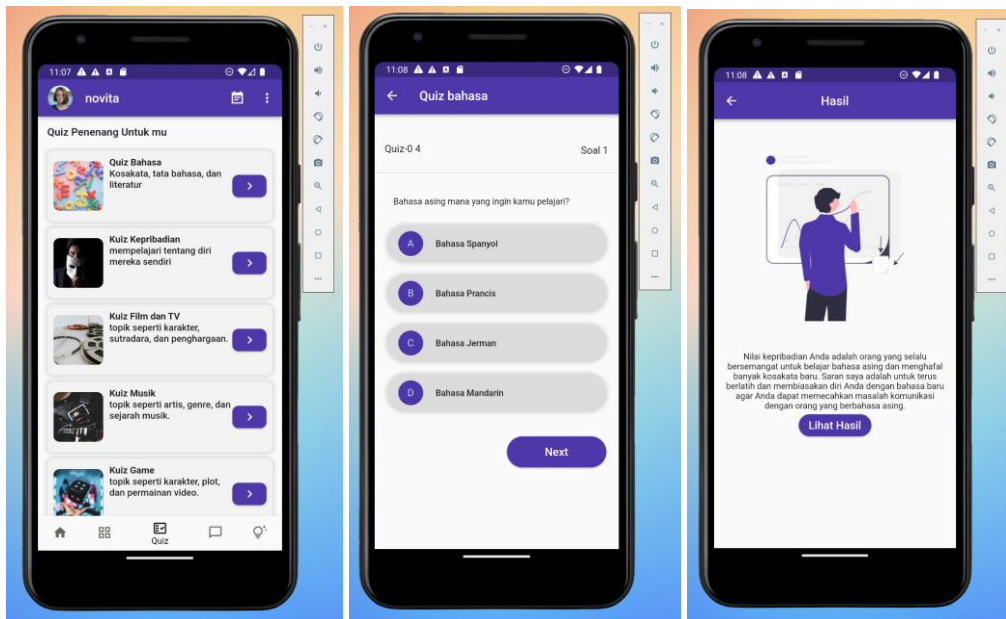 11:07
novita
Quiz Penenang Untuk mu
Quiz Bahasa
Kosakata, tata bahasa, dan
literatur
Kuiz Kepribadian
mempelajari tentang diri
mereka sendiri
Kuiz Film dan TV
topik seperti karakter,
sutradara, dan penghargaan.
Kuiz Musik
topik seperti artis, genre, dan
sejarah musik.
Kuiz Game
topik seperti karakter, plot,
dan permainan video.
Quiz
11:08
Quiz bahasa
Quiz-0 4
Soal 1
Bahasa asing mana yang ingin kamu pelajari?
A Bahasa Spanyol
B Bahasa Prancis
C Bahasa Jerman
D Bahasa Mandarin
Next
11:08
Hasil
Nilai kepribadian Anda adalah orang yang selalu
bersemangat untuk belajar bahasa asing dan menghafal
banyak kosakata baru. Saran saya adalah untuk terus
berlatih dan membiasakan diri Anda dengan bahasa baru
agar Anda dapat memecahkan masalah komunikasi
dengan orang yang berbahasa asing.
Lihat Hasil